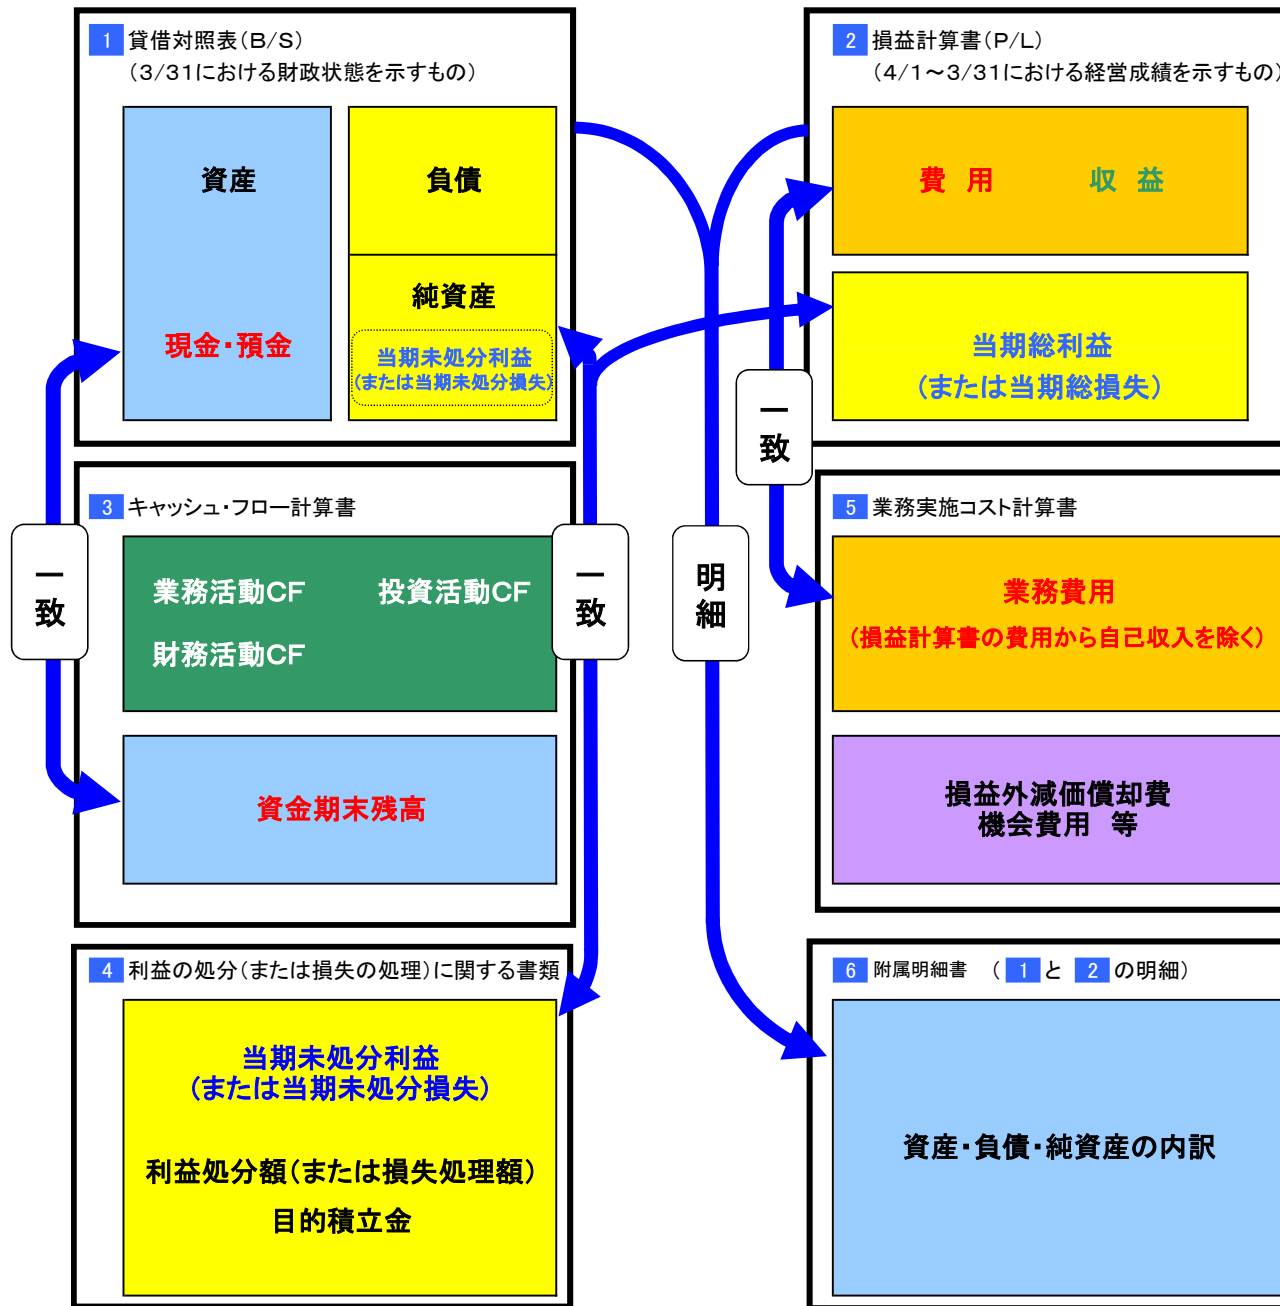 1 貸借対照表(B/S)
(3/31における財政状態を示すもの)
資産
負債
純資産
現金・預金
当期未処分利益
(または当期未処分損失)
2 損益計算書(P/L)
(4/1～3/31における経営成績を示すもの)
費 用 収 益
当期総利益
(または当期総損失)
一致
一致
一致
明細
3 キャッシュ・フロー計算書
業務活動CF 投資活動CF
財務活動CF
資金期末残高
5 業務実施コスト計算書
業務費用
(損益計算書の費用から自己収入を除く)
損益外減価償却費
機会費用 等
4 利益の処分(または損失の処理)に関する書類
当期未処分利益
(または当期未処分損失)
利益処分額(または損失処理額)
目的積立金
6 附属明細書 (1と2の明細)
資産・負債・純資産の内訳